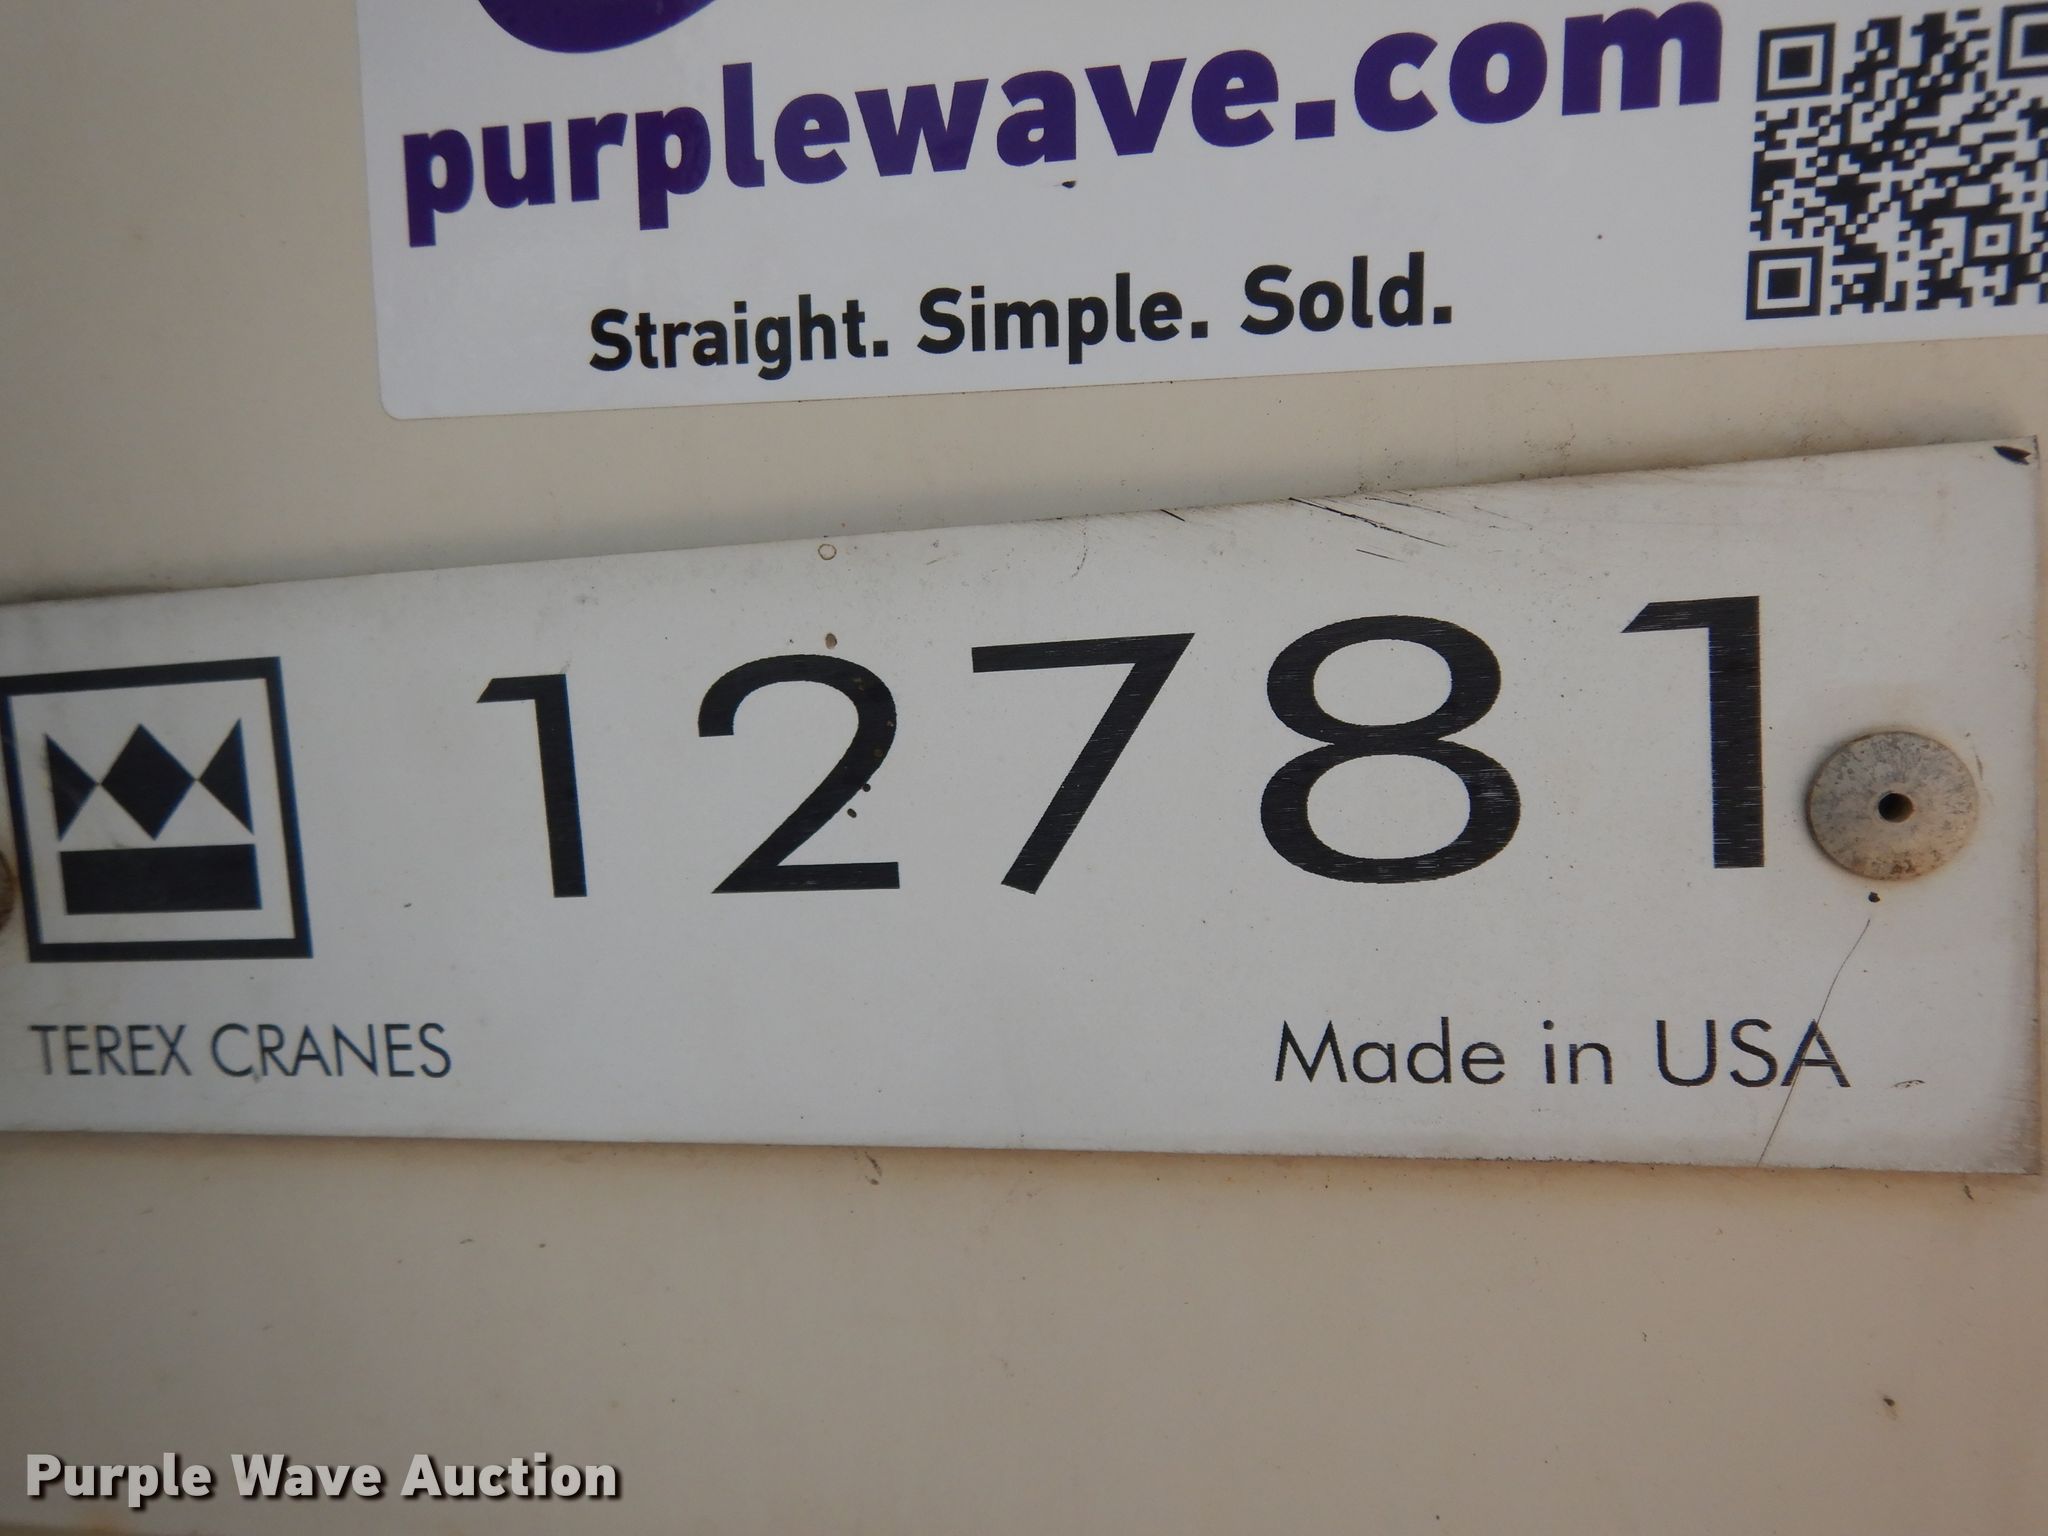 purplewave.com
Straight. Simple. Sold.
12781
TEREX CRANES
Made in USA
Purple Wave Auction